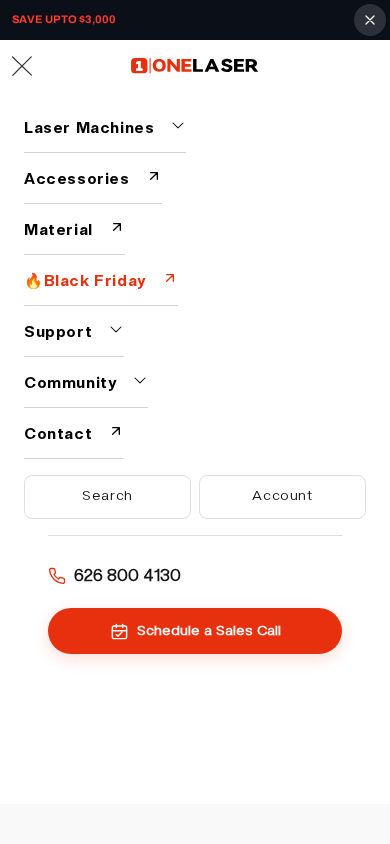 SAVE UPTO $3,000
1|ONELASER
Laser Machines
Accessories
Material
🔥Black Friday
Support
Community
Contact
Search
Account
626 800 4130
Schedule a Sales Call